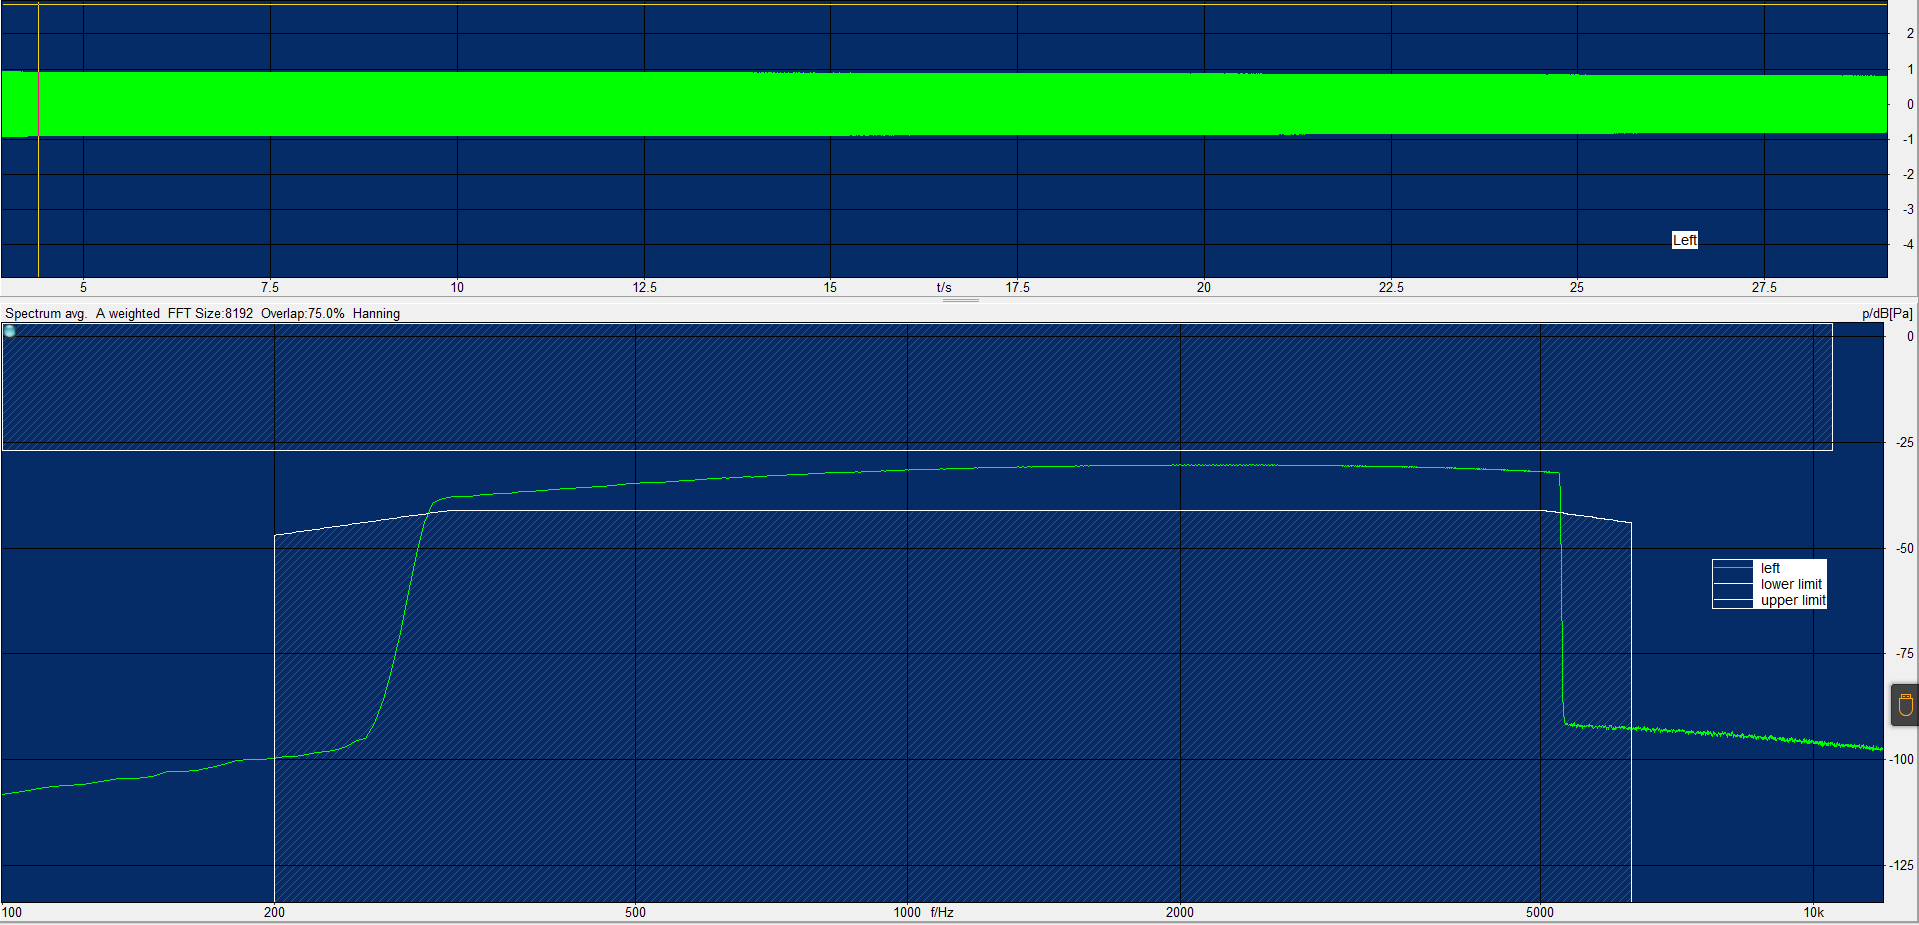 2
1
0
-1
-2
-3
-4
Left
5 7.5 10 12.5 15 t/s 17.5 20 22.5 25 27.5
Spectrum avg. A weighted FFT Size:8192 Overlap:75.0% Hanning p/dB[Pa]
0
-25
-50
left
lower limit
upper limit
-75
-100
-125
100 200 500 1000 f/Hz 2000 5000 10k